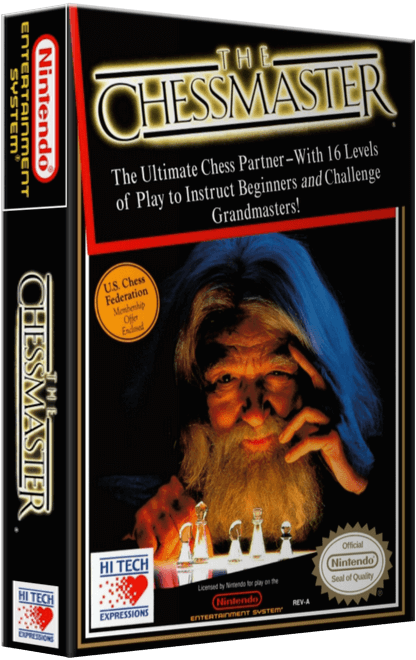 Nintendo
ENTERTAINMENT
SYSTEM®
THE
CHESSMASTER
®
HI TECH
EXPRESSIONS
THE
CHESSMASTER
®
The Ultimate Chess Partner–With 16 Levels
of Play to Instruct Beginners and Challenge
Grandmasters!
U.S. Chess
Federation
Membership
Offer
Enclosed
HI TECH
EXPRESSIONS
Licensed by Nintendo for play on the
Nintendo
ENTERTAINMENT SYSTEM®
REV-A
Official
Nintendo
Seal of Quality
®